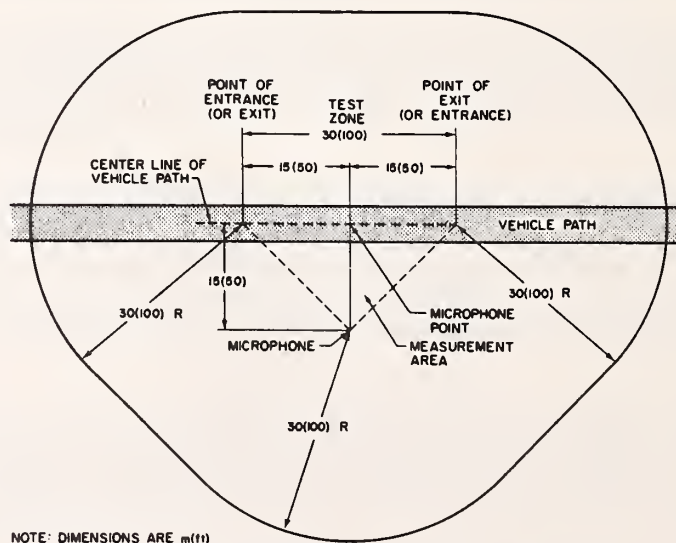 POINT OF
ENTRANCE
(OR EXIT)
TEST
ZONE
30(100)
POINT OF
EXIT
(OR ENTRANCE)
15(50)
15(50)
CENTER LINE OF
VEHICLE PATH
VEHICLE PATH
15(50)
30(100) R
30(100) R
MICROPHONE
POINT
MICROPHONE
MEASUREMENT
AREA
30(100) R
NOTE: DIMENSIONS ARE m(ft)